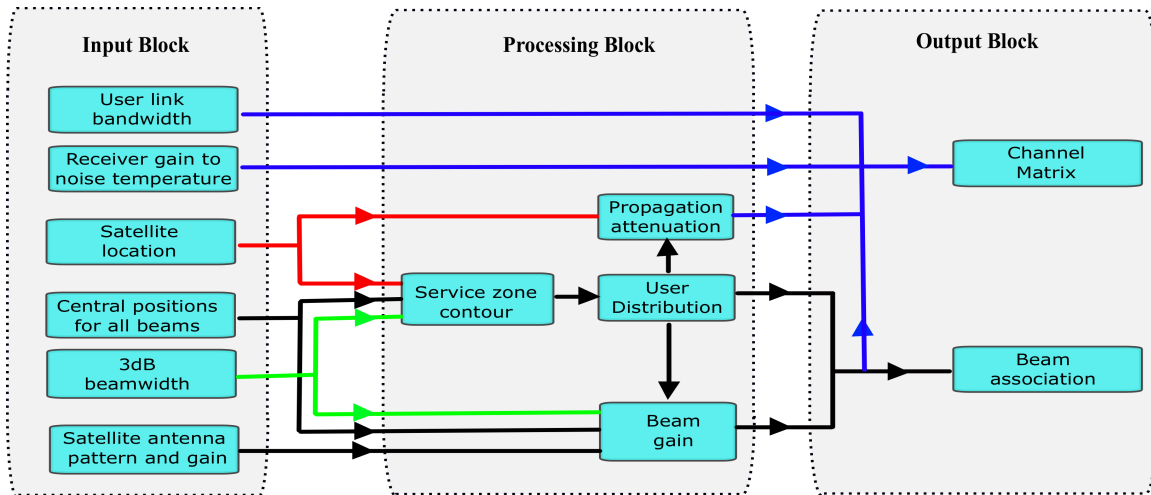 Input Block
User link
bandwidth
Receiver gain to
noise temperature
Satellite
location
Central positions
for all beams
3dB
beamwidth
Satellite antenna
pattern and gain
Processing Block
Propagation
attenuation
Service zone
contour
User
Distribution
Beam
gain
Output Block
Channel
Matrix
Beam
association